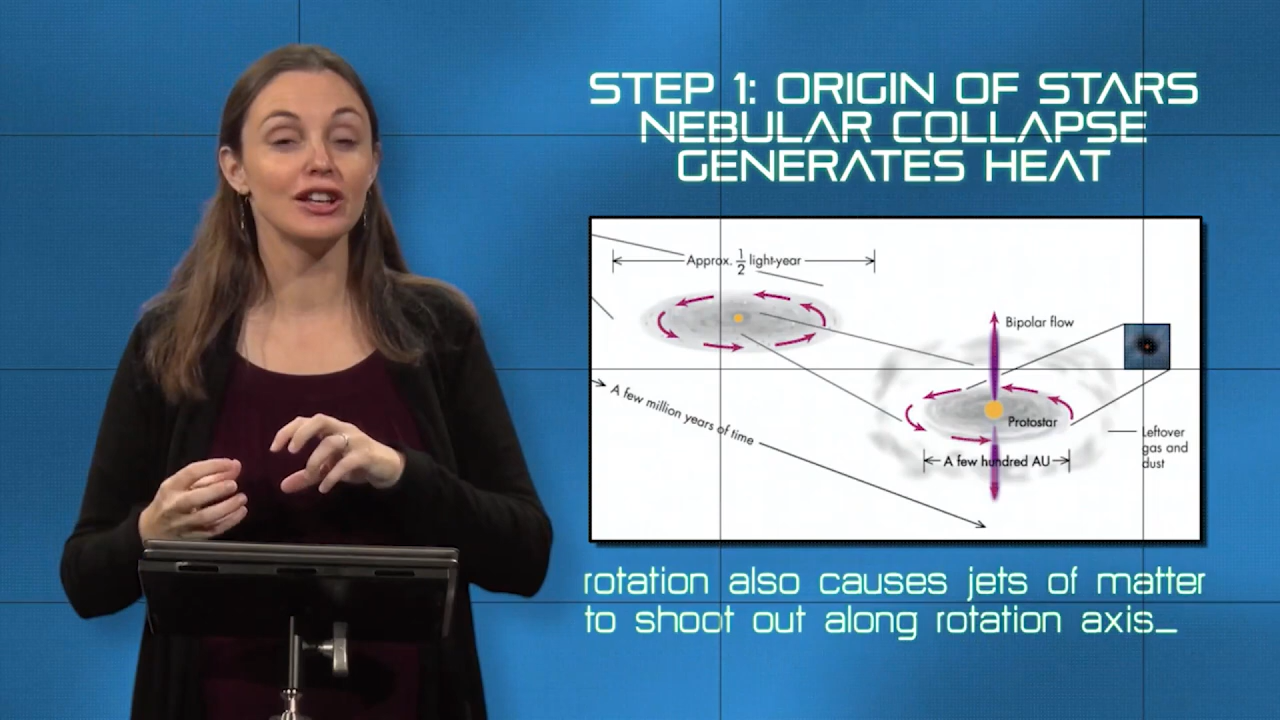 STEP 1: ORIGIN OF STARS
NEBULAR COLLAPSE
GENERATES HEAT
Approx. 1/2 light-year
Bipolar flow
A few million years of time
Protostar
Leftover
gas and
dust
A few hundred AU
rotation also causes jets of matter
to shoot out along rotation axis_